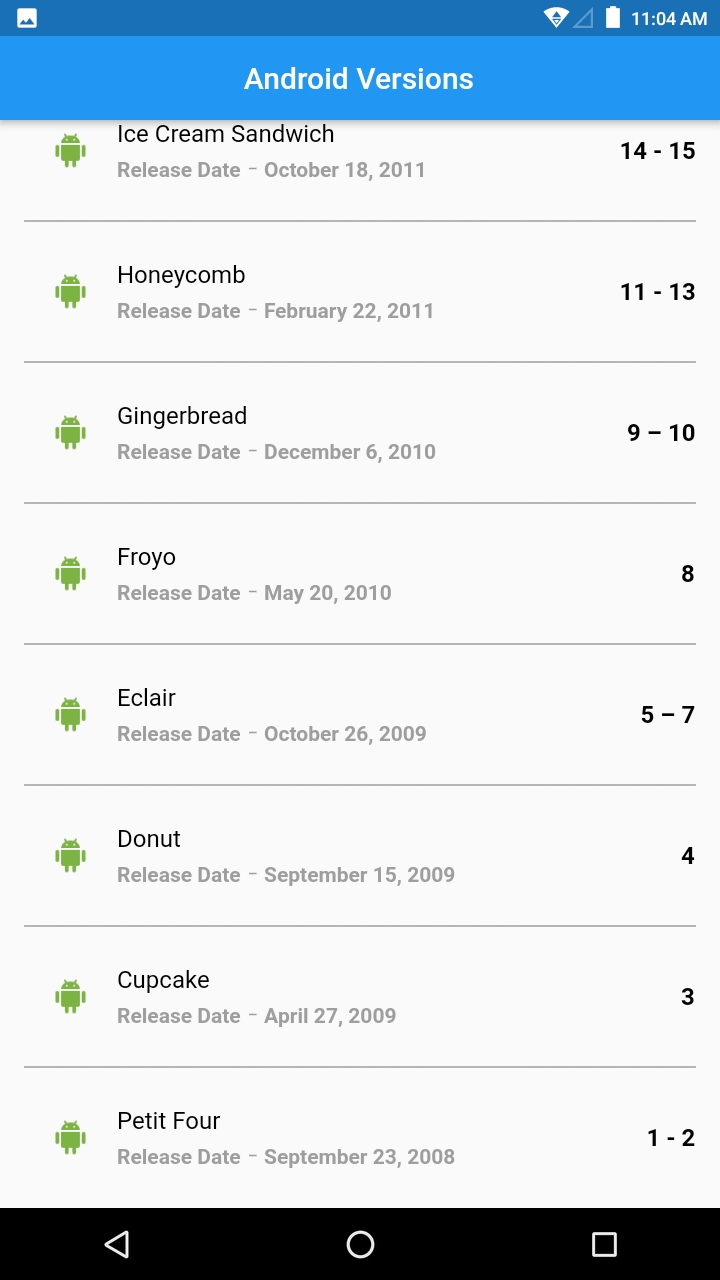 11:04 AM
Android Versions
Ice Cream Sandwich
Release Date - October 18, 2011
14 - 15
Honeycomb
Release Date - February 22, 2011
11 - 13
Gingerbread
Release Date - December 6, 2010
9 – 10
Froyo
Release Date - May 20, 2010
8
Eclair
Release Date - October 26, 2009
5 – 7
Donut
Release Date - September 15, 2009
4
Cupcake
Release Date - April 27, 2009
3
Petit Four
Release Date - September 23, 2008
1 - 2